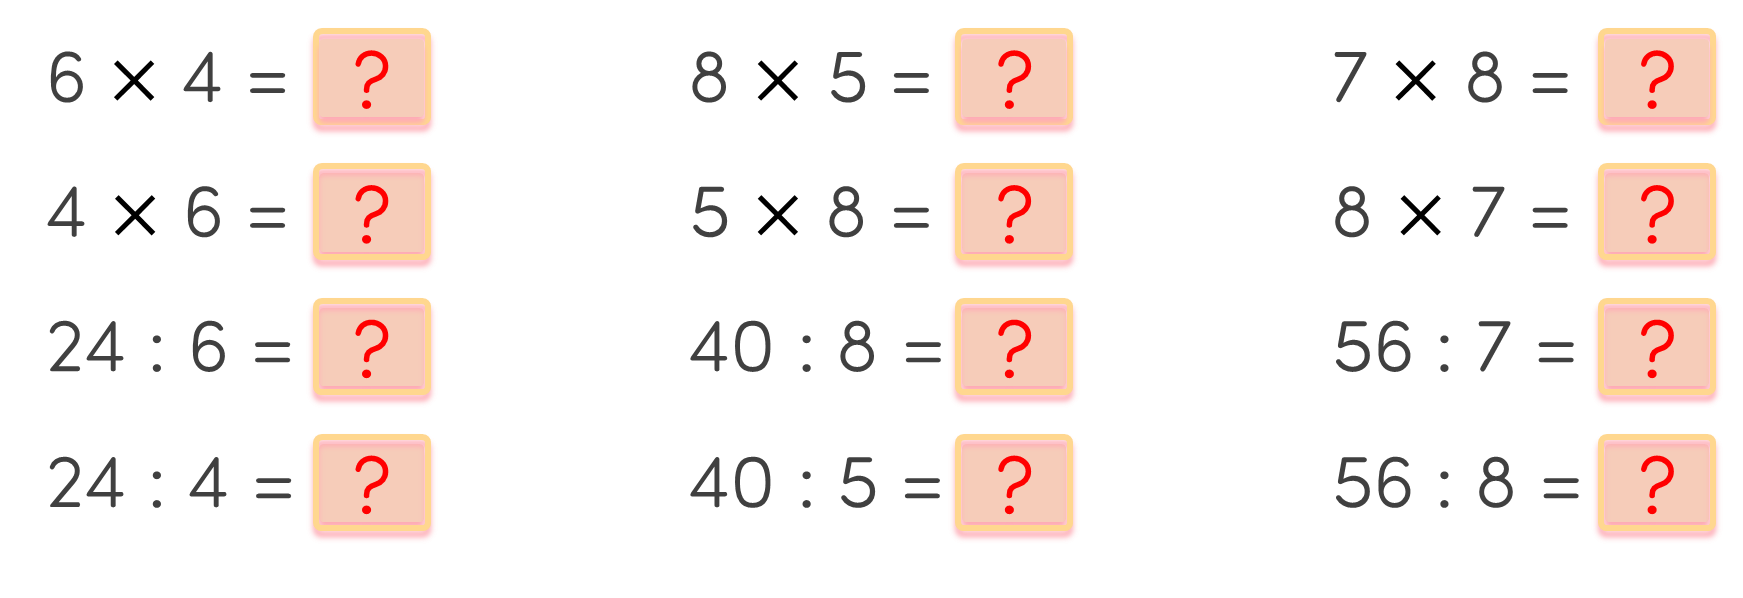 6 × 4 = ? 8 × 5 = ? 7 × 8 = ?
4 × 6 = ? 5 × 8 = ? 8 × 7 = ?
24 : 6 = ? 40 : 8 = ? 56 : 7 = ?
24 : 4 = ? 40 : 5 = ? 56 : 8 = ?